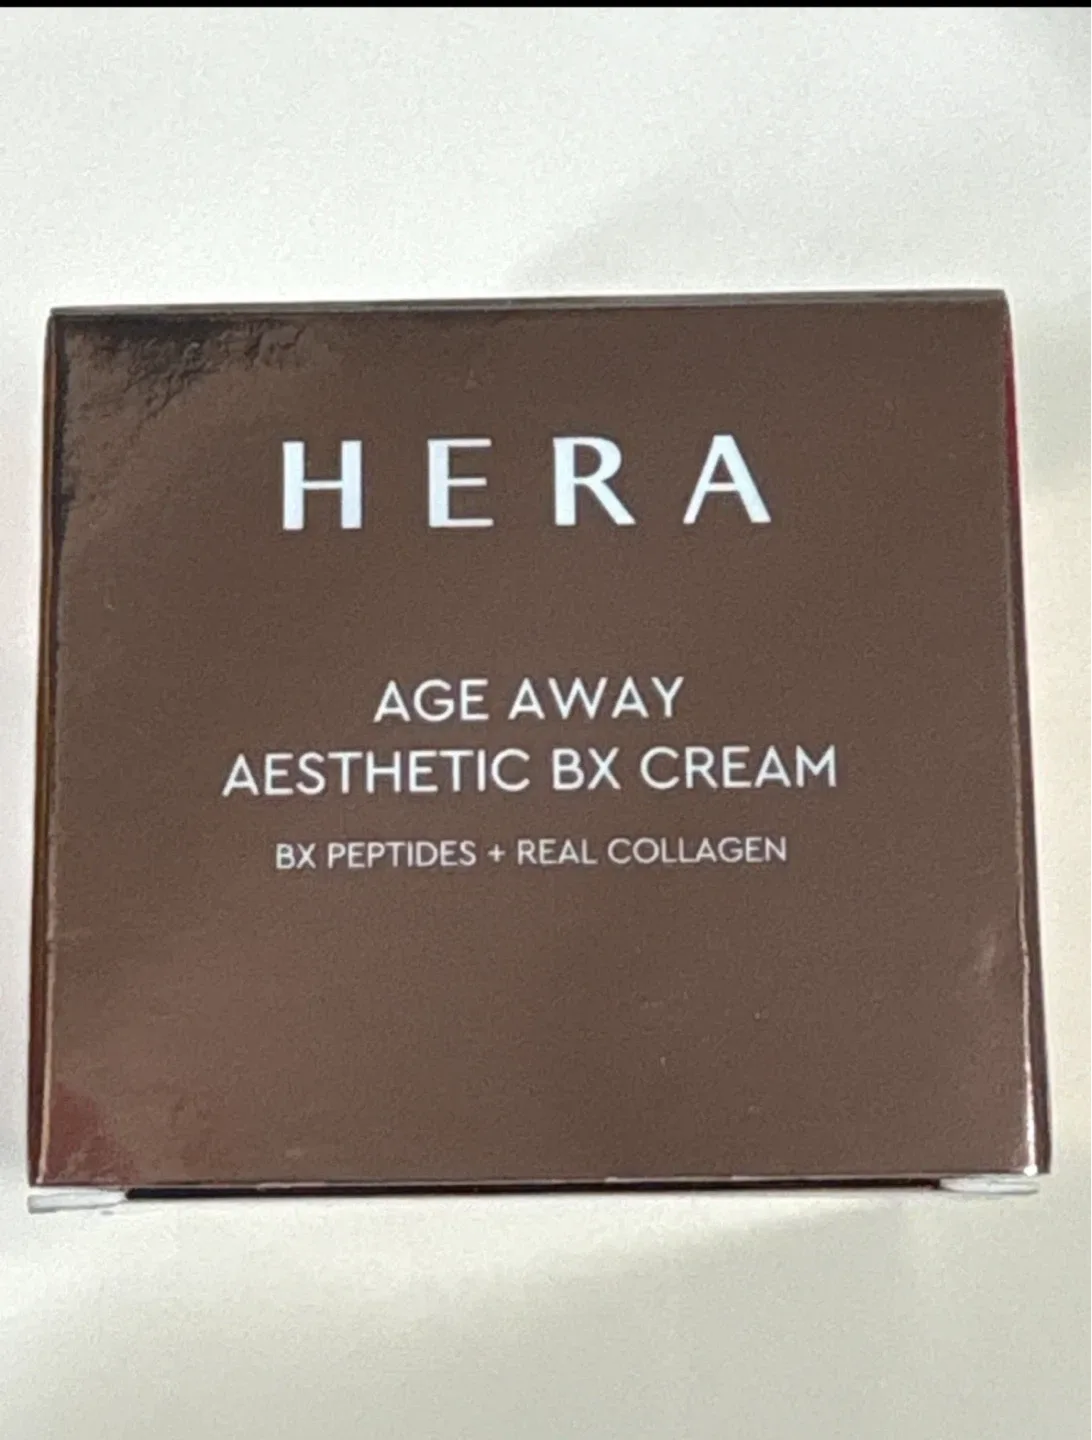 HERA
AGE AWAY
AESTHETIC BX CREAM
BX PEPTIDES + REAL COLLAGEN